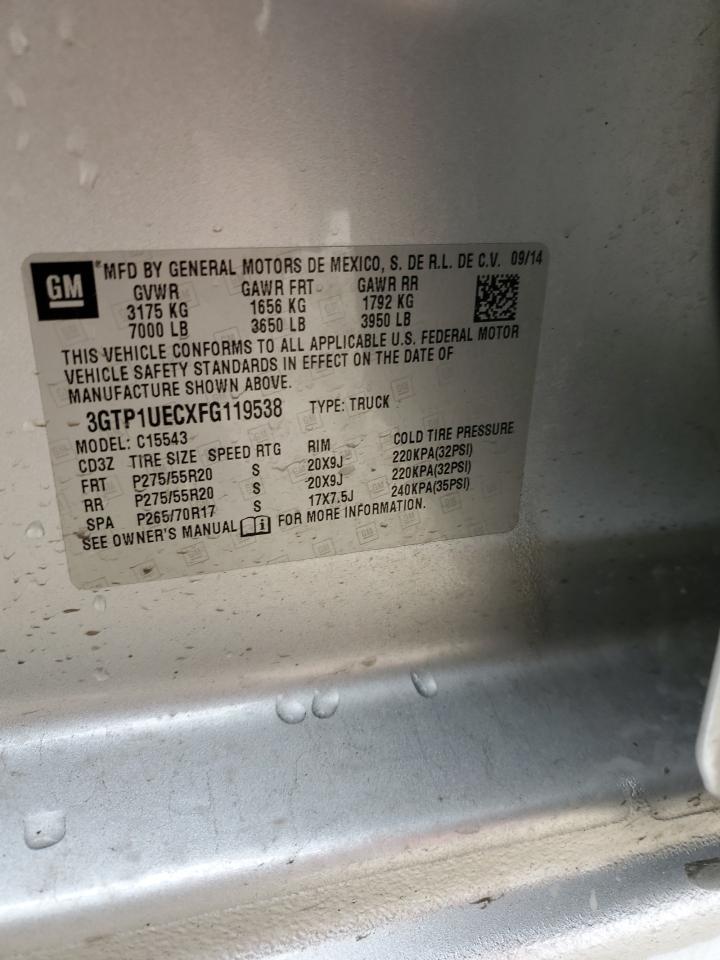 GM
*MFD BY GENERAL MOTORS DE MEXICO, S. DE R.L. DE C.V. 09/14
GVWR GAWR FRT GAWR RR
3175 KG 1656 KG 1792 KG
7000 LB 3650 LB 3950 LB
THIS VEHICLE CONFORMS TO ALL APPLICABLE U.S. FEDERAL MOTOR
VEHICLE SAFETY STANDARDS IN EFFECT ON THE DATE OF
MANUFACTURE SHOWN ABOVE.
3GTP1UECXFG119538 TYPE: TRUCK
MODEL: C15543
CD3Z TIRE SIZE SPEED RTG RIM COLD TIRE PRESSURE
FRT P275/55R20 S 20X9J 220KPA(32PSI)
RR P275/55R20 S 20X9J 220KPA(32PSI)
SPA P265/70R17 S 17X7.5J 240KPA(35PSI)
SEE OWNER'S MANUAL FOR MORE INFORMATION.